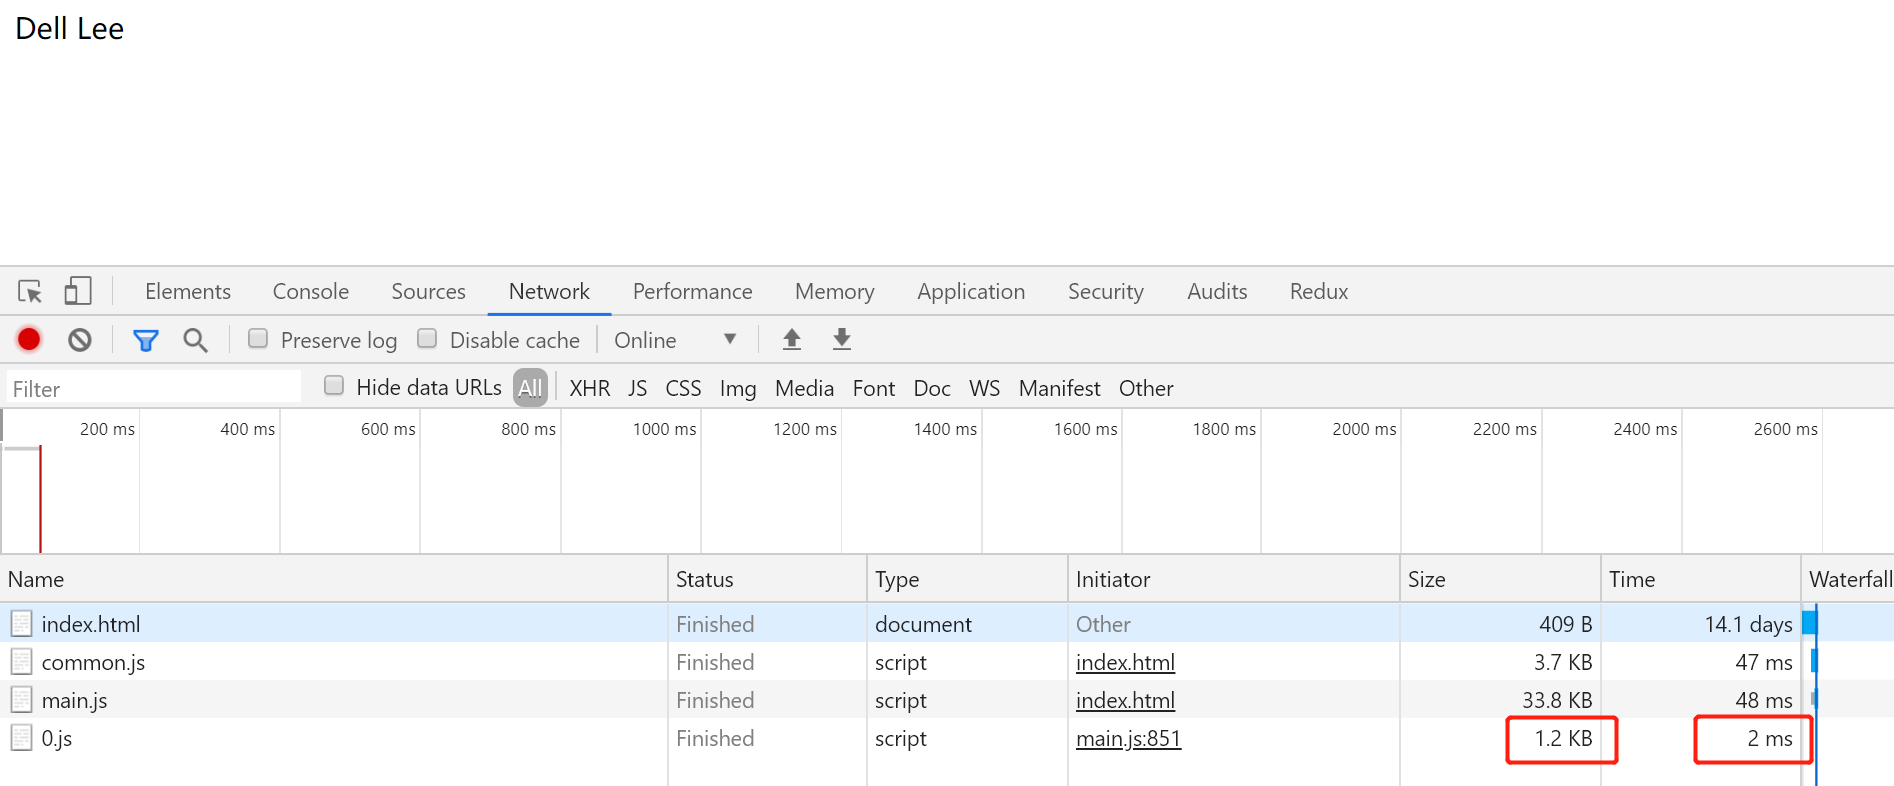 Dell Lee
Elements Console Sources Network Performance Memory Application Security Audits Redux
Preserve log Disable cache Online
Filter Hide data URLs All XHR JS CSS Img Media Font Doc WS Manifest Other
200 ms 400 ms 600 ms 800 ms 1000 ms 1200 ms 1400 ms 1600 ms 1800 ms 2000 ms 2200 ms 2400 ms 2600 ms
Name Status Type Initiator Size Time Waterfall
index.html Finished document Other 409 B 14.1 days
common.js Finished script index.html 3.7 KB 47 ms
main.js Finished script index.html 33.8 KB 48 ms
0.js Finished script main.js:851 1.2 KB 2 ms